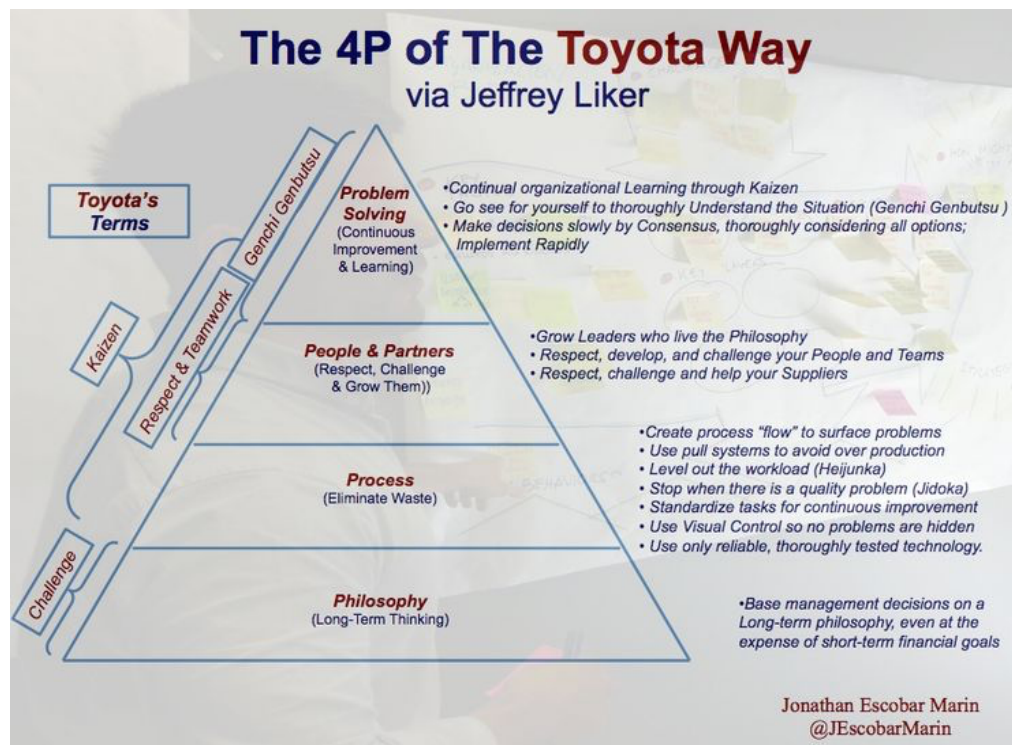 The 4P of The Toyota Way
via Jeffrey Liker
Toyota's
Terms
Genchi Genbutsu
Respect & Teamwork
Kaizen
Challenge
Problem
Solving
(Continuous
Improvement
& Learning)
•Continual organizational Learning through Kaizen
• Go see for yourself to thoroughly Understand the Situation (Genchi Genbutsu )
• Make decisions slowly by Consensus, thoroughly considering all options;
Implement Rapidly
People & Partners
(Respect, Challenge
& Grow Them))
•Grow Leaders who live the Philosophy
• Respect, develop, and challenge your People and Teams
• Respect, challenge and help your Suppliers
Process
(Eliminate Waste)
•Create process "flow" to surface problems
• Use pull systems to avoid over production
• Level out the workload (Heijunka)
• Stop when there is a quality problem (Jidoka)
• Standardize tasks for continuous improvement
• Use Visual Control so no problems are hidden
• Use only reliable, thoroughly tested technology.
Philosophy
(Long-Term Thinking)
•Base management decisions on a
Long-term philosophy, even at the
expense of short-term financial goals
Jonathan Escobar Marin
@JEscobarMarin